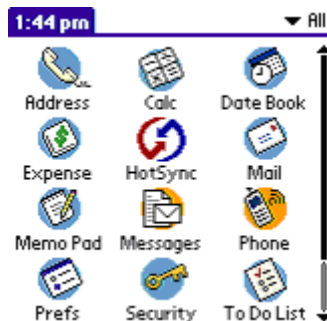 1:44 pm All
Address Calc Date Book
Expense HotSync Mail
Memo Pad Messages Phone
Prefs Security To Do List